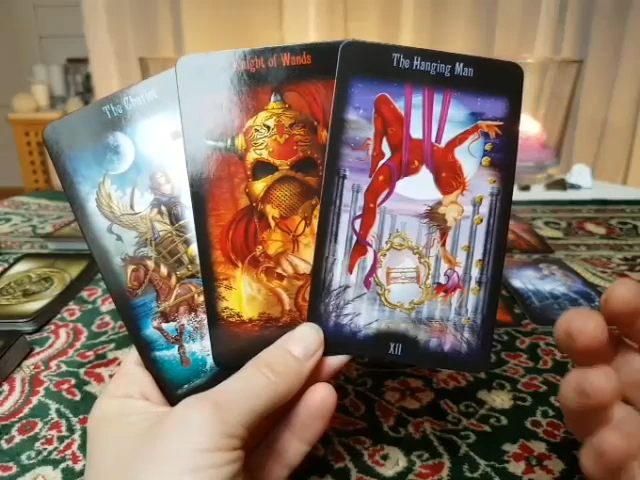 The Chariot
Knight of Wands
The Hanging Man
XII